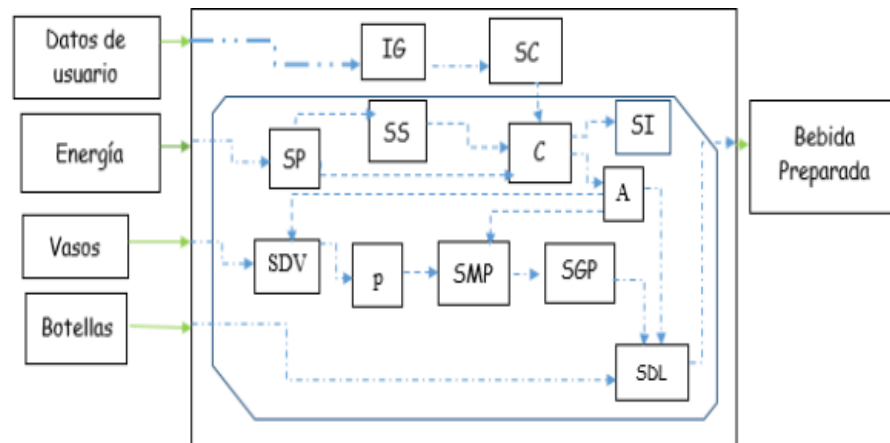 Datos de
usuario
IG
SC
Energía
SP
SS
C
SI
A
Bebida
Preparada
Vasos
SDV
p
SMP
SGP
Botellas
SDL